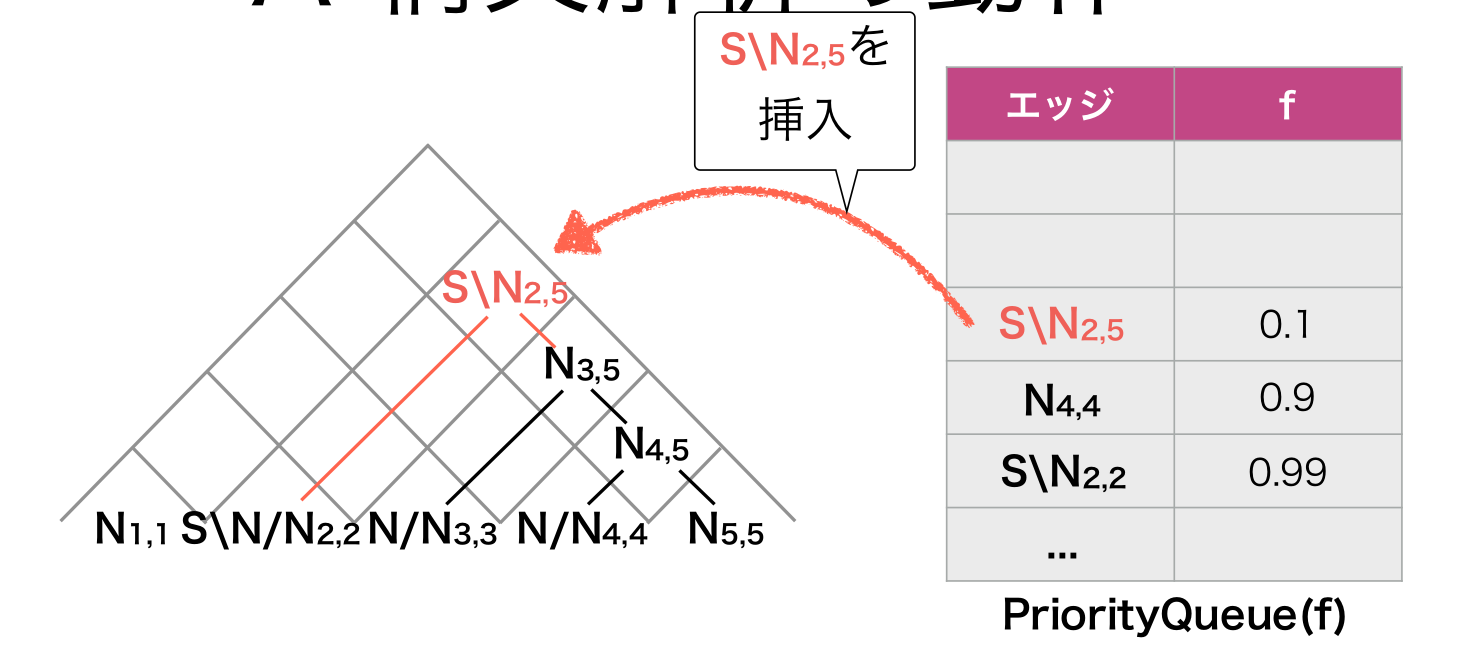 S\N2,5を
挿入
エッジ f
S\N2,5 0.1
N4,4 0.9
S\N2,2 0.99
...
PriorityQueue(f)
S\N2,5
N3,5
N4,5
N1,1 S\N/N2,2 N/N3,3 N/N4,4 N5,5